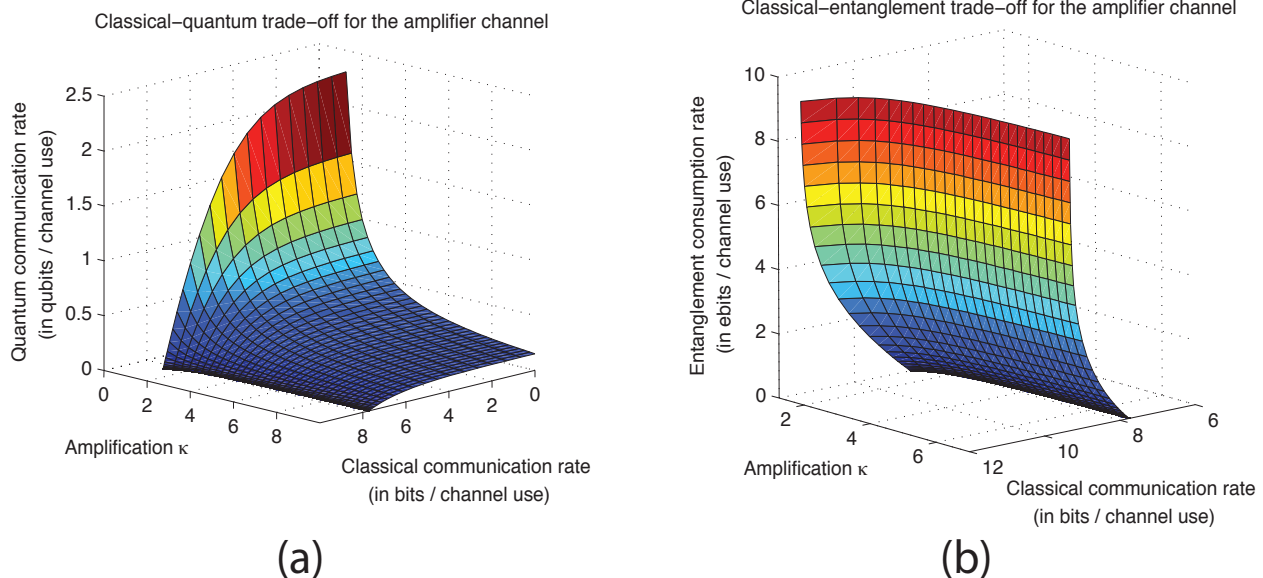 Classical−quantum trade−off for the amplifier channel
2.5
2
1.5
1
0.5
0
Quantum communication rate
(in qubits / channel use)
0
2
4
6
8
Amplification κ
8
6
4
2
0
Classical communication rate
(in bits / channel use)
(a)
Classical−entanglement trade−off for the amplifier channel
10
8
6
4
2
0
Entanglement consumption rate
(in ebits / channel use)
2
4
6
Amplification κ
12
10
8
6
Classical communication rate
(in bits / channel use)
(b)